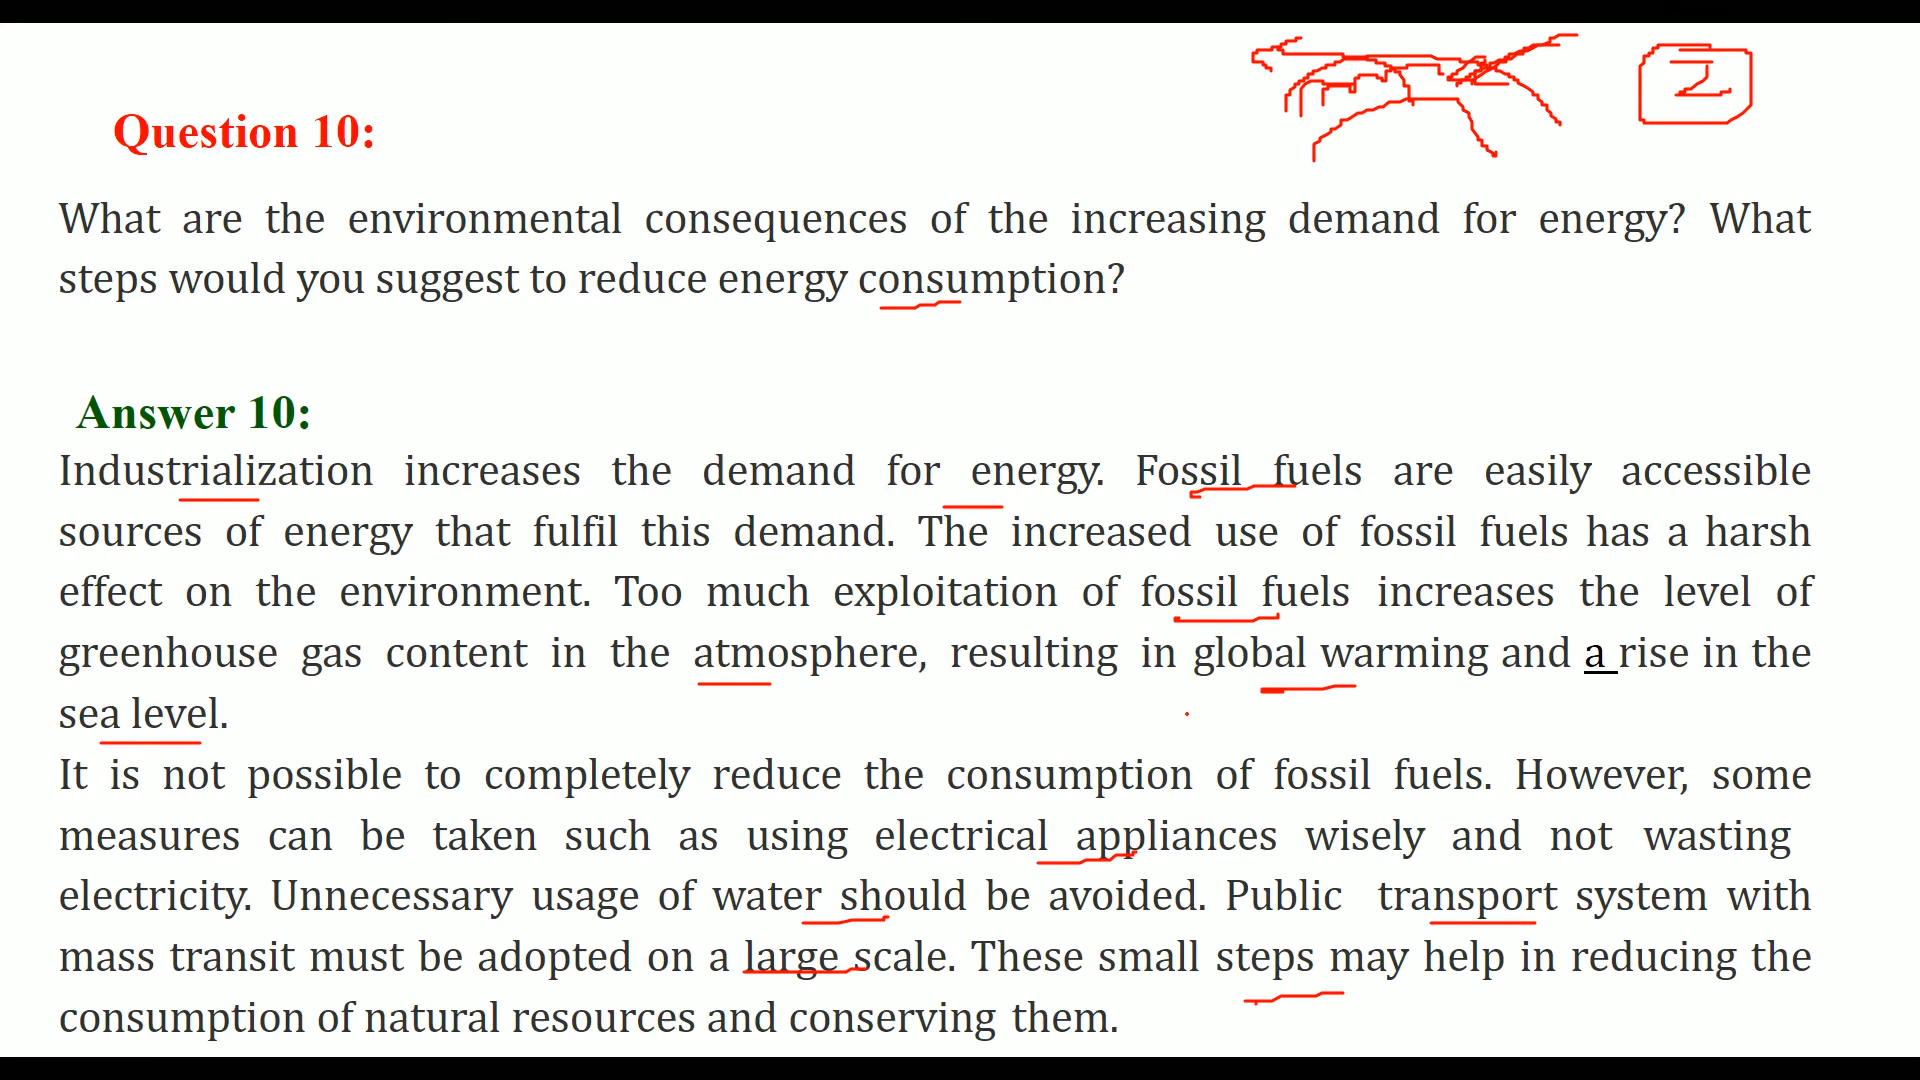 2
Question 10:
What are the environmental consequences of the increasing demand for energy? What
steps would you suggest to reduce energy consumption?
Answer 10:
Industrialization increases the demand for energy. Fossil fuels are easily accessible
sources of energy that fulfil this demand. The increased use of fossil fuels has a harsh
effect on the environment. Too much exploitation of fossil fuels increases the level of
greenhouse gas content in the atmosphere, resulting in global warming and a rise in the
sea level.
It is not possible to completely reduce the consumption of fossil fuels. However, some
measures can be taken such as using electrical appliances wisely and not wasting
electricity. Unnecessary usage of water should be avoided. Public transport system with
mass transit must be adopted on a large scale. These small steps may help in reducing the
consumption of natural resources and conserving them.